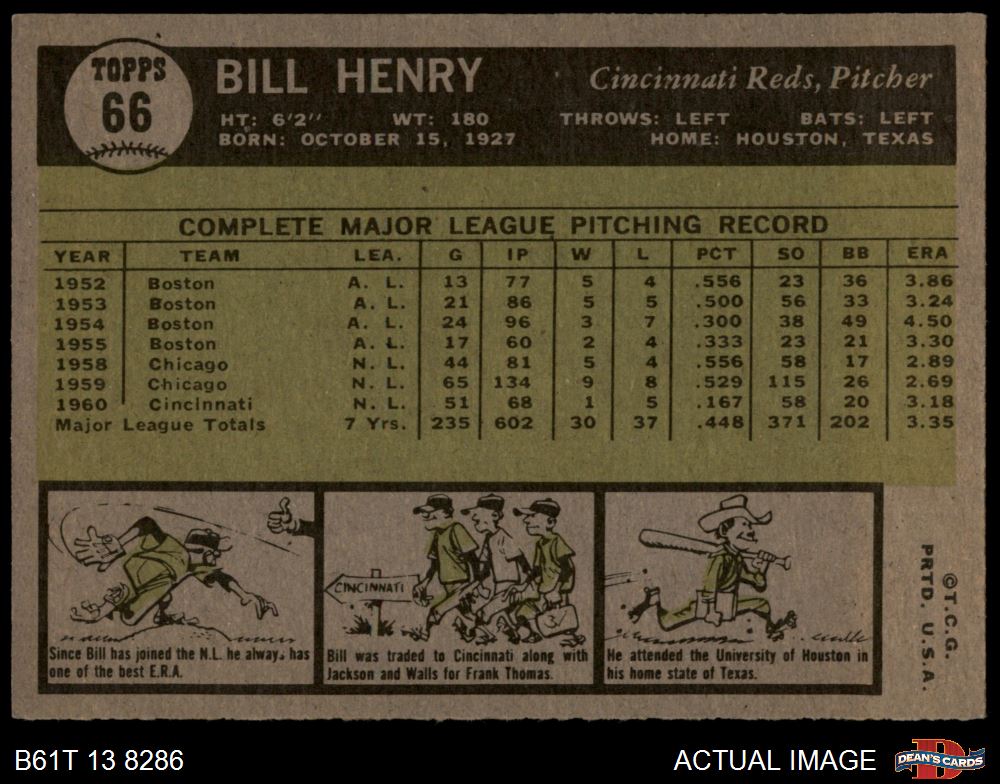 TOPPS
66
BILL HENRY
Cincinnati Reds, Pitcher
HT: 6'2'' WT: 180 THROWS: LEFT BATS: LEFT
BORN: OCTOBER 15, 1927 HOME: HOUSTON, TEXAS
COMPLETE MAJOR LEAGUE PITCHING RECORD
YEAR TEAM LEA. G IP W L PCT SO BB ERA
1952 Boston A. L. 13 77 5 4 .556 23 36 3.86
1953 Boston A. L. 21 86 5 5 .500 56 33 3.24
1954 Boston A. L. 24 96 3 7 .300 38 49 4.50
1955 Boston A. L. 17 60 2 4 .333 23 21 3.30
1958 Chicago N. L. 44 81 5 4 .556 58 17 2.89
1959 Chicago N. L. 65 134 9 8 .529 115 26 2.69
1960 Cincinnati N. L. 51 68 1 5 .167 58 20 3.18
Major League Totals 7 Yrs. 235 602 30 37 .448 371 202 3.35
Since Bill has joined the N.L. he always has
one of the best E.R.A.
CINCINNATI
Bill was traded to Cincinnati along with
Jackson and Walls for Frank Thomas.
He attended the University of Houston in
his home state of Texas.
©T.C.G.
PRTD. U.S.A.
B61T 13 8286
ACTUAL IMAGE
DEAN'S CARDS